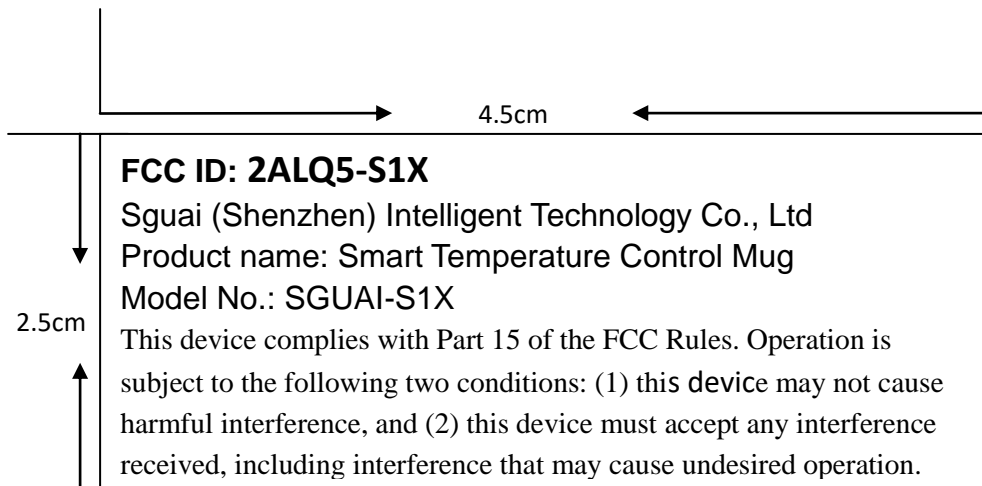 4.5cm
FCC ID: 2ALQ5-S1X
Sguai (Shenzhen) Intelligent Technology Co., Ltd
Product name: Smart Temperature Control Mug
Model No.: SGUAI-S1X
2.5cm
This device complies with Part 15 of the FCC Rules. Operation is
subject to the following two conditions: (1) this device may not cause
harmful interference, and (2) this device must accept any interference
received, including interference that may cause undesired operation.